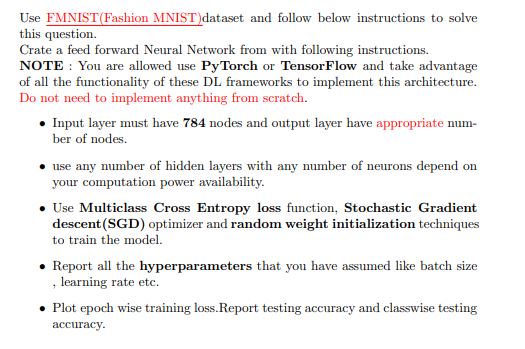 Use FMNIST(Fashion MNIST)dataset and follow below instructions to solve
this question.
Crate a feed forward Neural Network from with following instructions.
NOTE : You are allowed use PyTorch or TensorFlow and take advantage
of all the functionality of these DL frameworks to implement this architecture.
Do not need to implement anything from scratch.
• Input layer must have 784 nodes and output layer have appropriate num-
ber of nodes.
• use any number of hidden layers with any number of neurons depend on
your computation power availability.
• Use Multiclass Cross Entropy loss function, Stochastic Gradient
descent(SGD) optimizer and random weight initialization techniques
to train the model.
• Report all the hyperparameters that you have assumed like batch size
, learning rate etc.
• Plot epoch wise training loss.Report testing accuracy and classwise testing
accuracy.